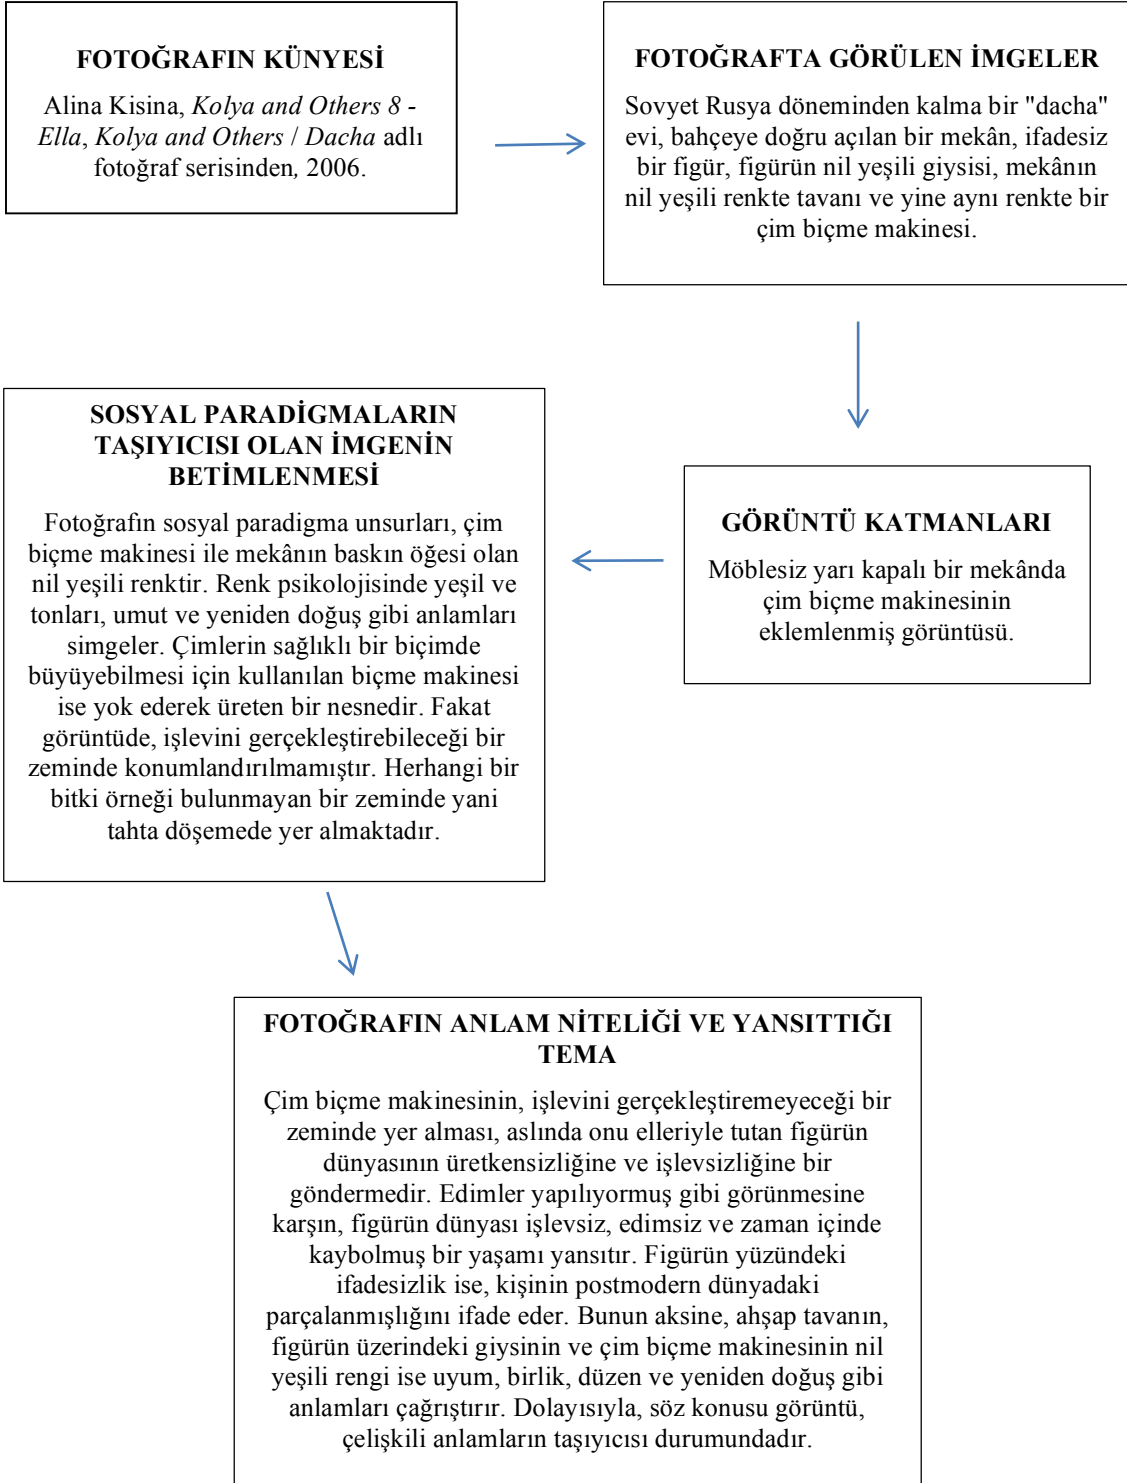 FOTOĞRAFIN KÜNYESİ
Alina Kisina, Kolya and Others 8 -
Ella, Kolya and Others / Dacha adlı
fotoğraf serisinden, 2006.
FOTOĞRAFTA GÖRÜLEN İMGELER
Sovyet Rusya döneminden kalma bir "dacha"
evi, bahçeye doğru açılan bir mekân, ifadesiz
bir figür, figürün nil yeşili giysisi, mekânın
nil yeşili renkte tavanı ve yine aynı renkte bir
çim biçme makinesi.
GÖRÜNTÜ KATMANLARI
Möblesiz yarı kapalı bir mekânda
çim biçme makinesinin
eklemlenmiş görüntüsü.
SOSYAL PARADİGMALARIN
TAŞIYICISI OLAN İMGENİN
BETİMLENMESİ
Fotoğrafın sosyal paradigma unsurları, çim
biçme makinesi ile mekânın baskın öğesi olan
nil yeşili renktir. Renk psikolojisinde yeşil ve
tonları, umut ve yeniden doğuş gibi anlamları
simgeler. Çimlerin sağlıklı bir biçimde
büyüyebilmesi için kullanılan biçme makinesi
ise yok ederek üreten bir nesnedir. Fakat
görüntüde, işlevini gerçekleştirebileceği bir
zeminde konumlandırılmamıştır. Herhangi bir
bitki örneği bulunmayan bir zeminde yani
tahta döşemede yer almaktadır.
FOTOĞRAFIN ANLAM NİTELİĞİ VE YANSITTIĞI
TEMA
Çim biçme makinesinin, işlevini gerçekleştiremeyeceği bir
zeminde yer alması, aslında onu elleriyle tutan figürün
dünyasının üretkensizliğine ve işlevsizliğine bir
göndermedir. Edimler yapılıyormuş gibi görünmesine
karşın, figürün dünyası işlevsiz, edimsiz ve zaman içinde
kaybolmuş bir yaşamı yansıtır. Figürün yüzündeki
ifadesizlik ise, kişinin postmodern dünyadaki
parçalanmışlığını ifade eder. Bunun aksine, ahşap tavanın,
figürün üzerindeki giysinin ve çim biçme makinesinin nil
yeşili rengi ise uyum, birlik, düzen ve yeniden doğuş gibi
anlamları çağrıştırır. Dolayısıyla, söz konusu görüntü,
çelişkili anlamların taşıyıcısı durumundadır.